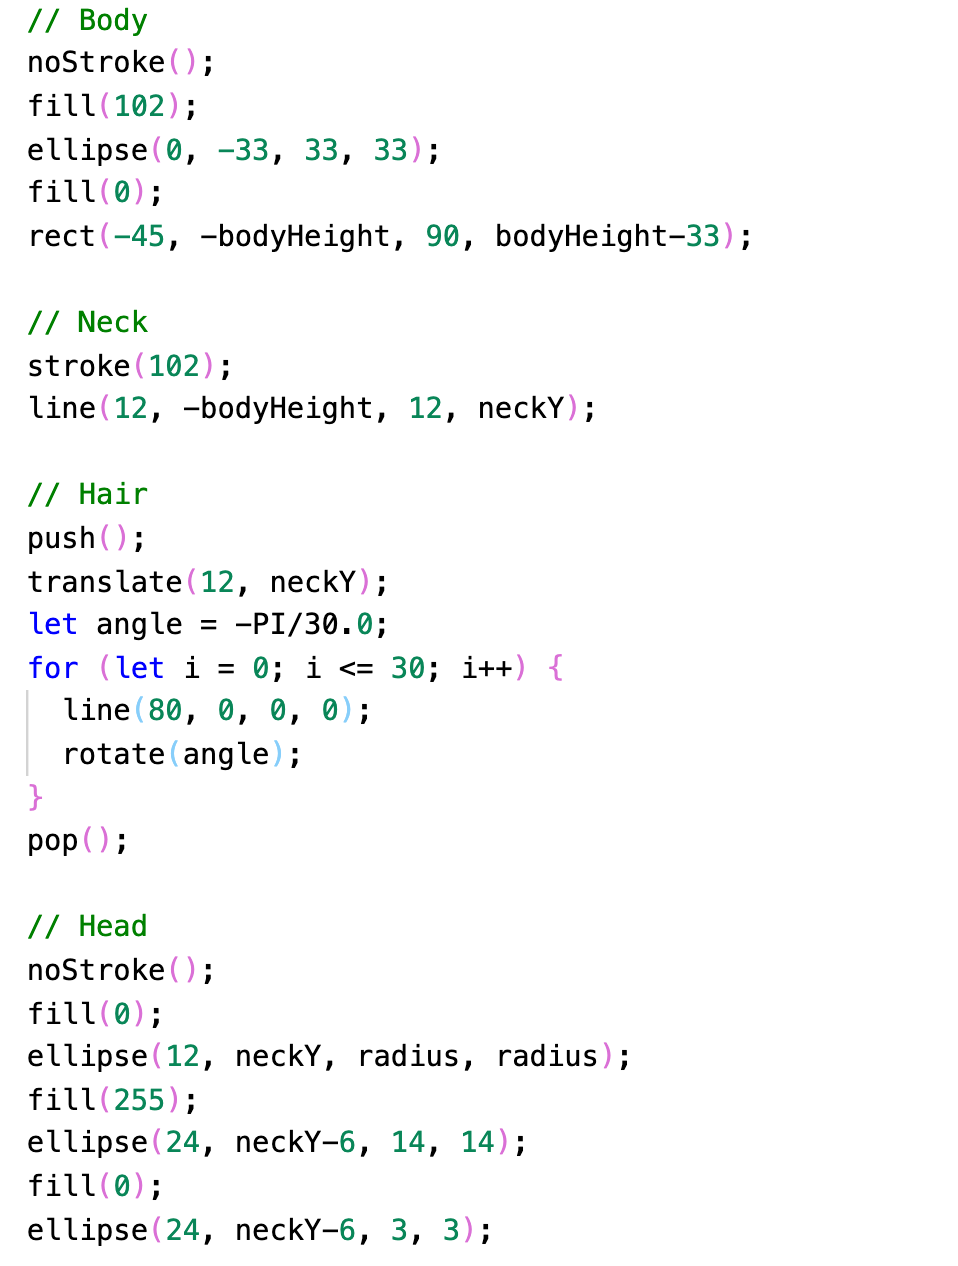 // Body
noStroke();
fill(102);
ellipse(0, -33, 33, 33);
fill(0);
rect(-45, -bodyHeight, 90, bodyHeight-33);

// Neck
stroke(102);
line(12, -bodyHeight, 12, neckY);

// Hair
push();
translate(12, neckY);
let angle = -PI/30.0;
for (let i = 0; i <= 30; i++) {
  line(80, 0, 0, 0);
  rotate(angle);
}
pop();

// Head
noStroke();
fill(0);
ellipse(12, neckY, radius, radius);
fill(255);
ellipse(24, neckY-6, 14, 14);
fill(0);
ellipse(24, neckY-6, 3, 3);